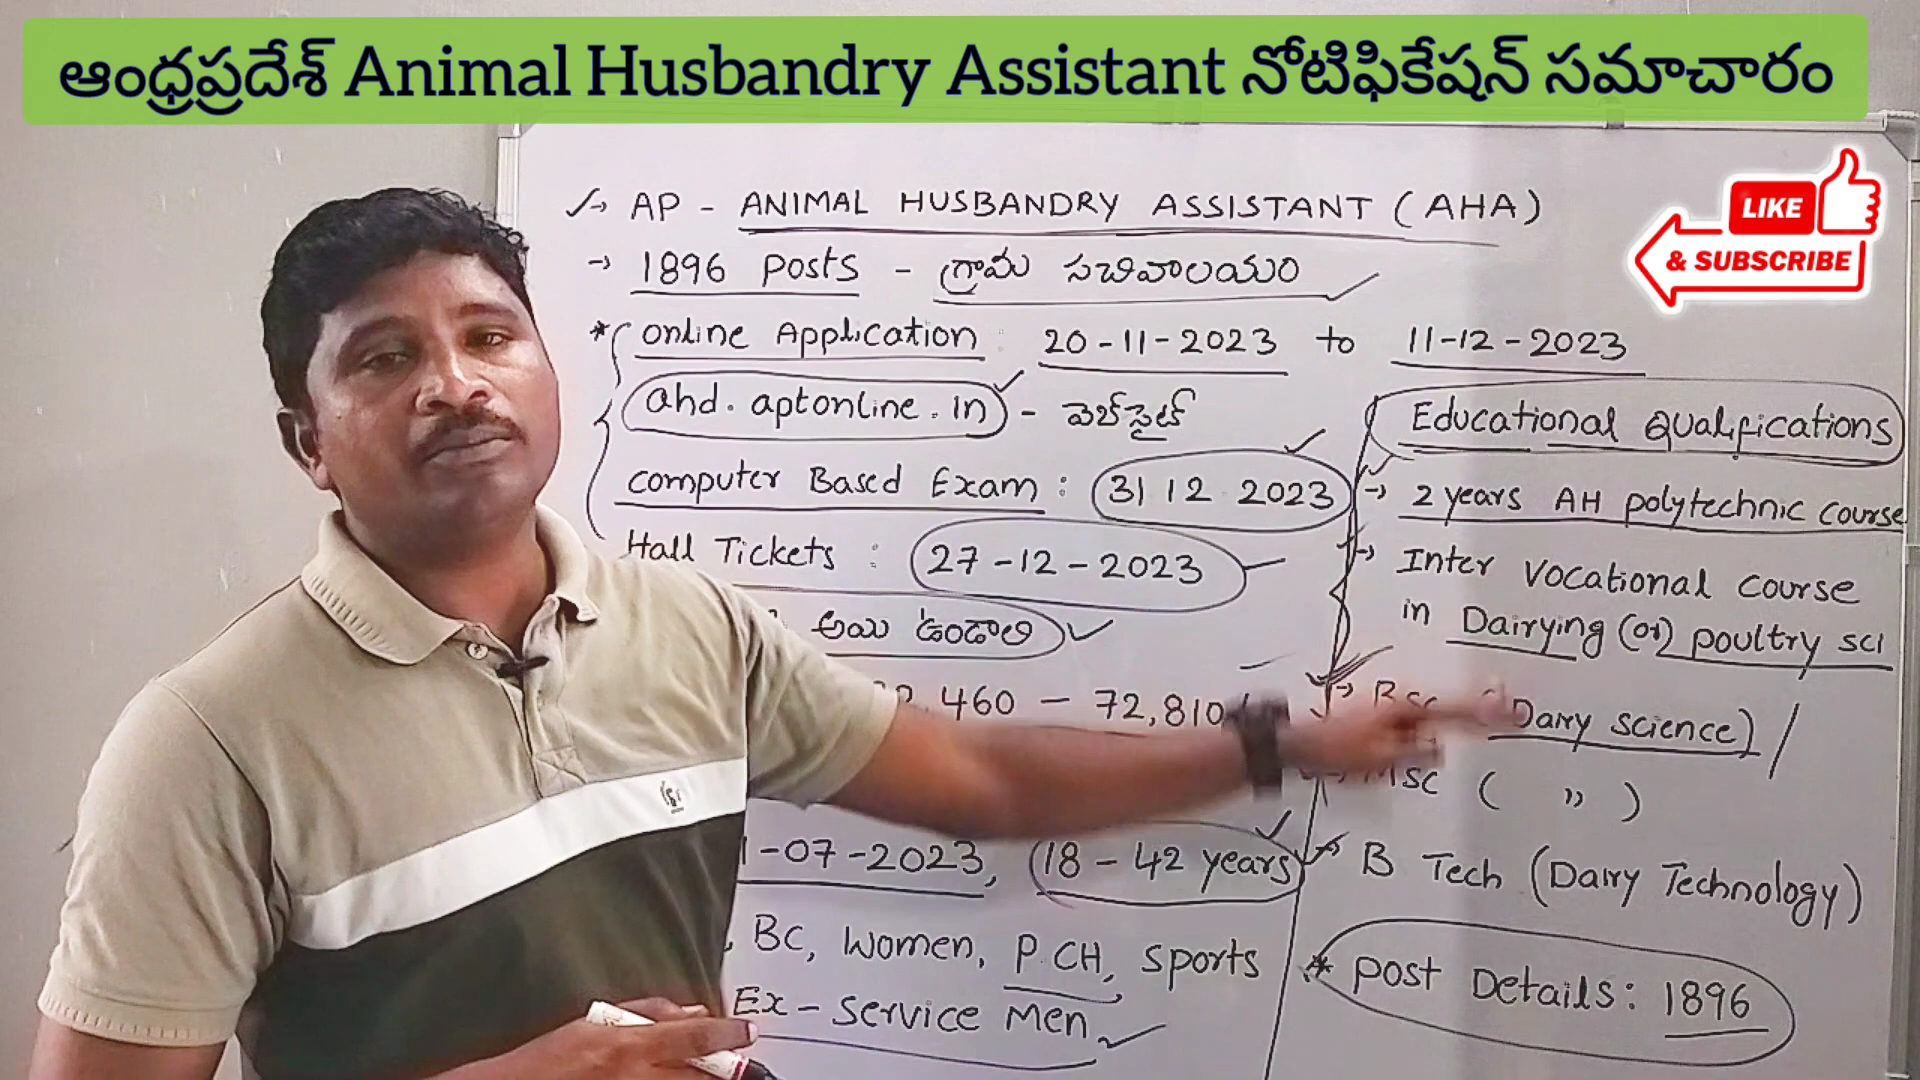 ఆంధ్రప్రదేశ్ Animal Husbandry Assistant నోటిఫికేషన్ సమాచారం
LIKE
& SUBSCRIBE
AP - ANIMAL HUSBANDRY ASSISTANT (AHA)
→ 1896 Posts - గ్రామ సచివాలయం
* online Application : 20-11-2023 to 11-12-2023
ahd.aptonline.in - వెబ్‌సైట్
computer Based Exam : 31 12 2023
Hall Tickets : 27-12-2023
అయి ఉండాలి
,460 - 72,810
-07-2023, 18-42 years
BC, Women, P.CH, Sports
Ex-Service Men
Educational Qualifications
→ 2 years AH polytechnic course
→ Inter Vocational course
in Dairying (or) poultry sci
→ Bsc (Dairy Science) /
→ Msc ( " )
→ B Tech (Dairy Technology)
* Post Details: 1896